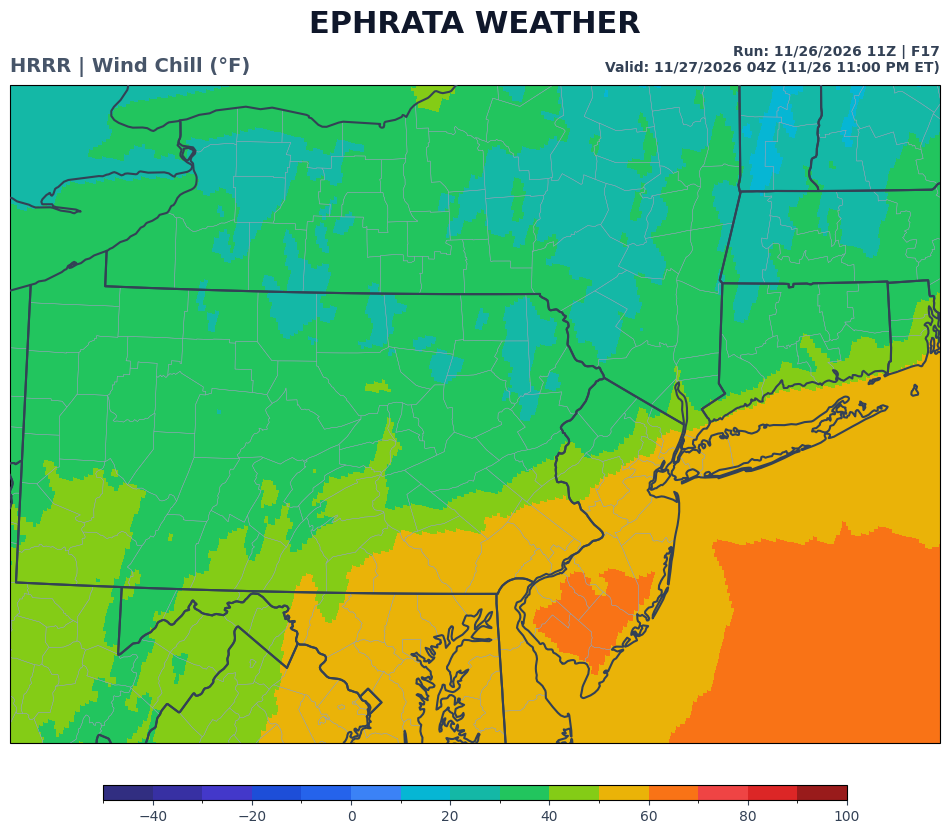 EPHRATA WEATHER
HRRR | Wind Chill (°F)
Run: 11/26/2026 11Z | F17
Valid: 11/27/2026 04Z (11/26 11:00 PM ET)
−40 −20 0 20 40 60 80 100